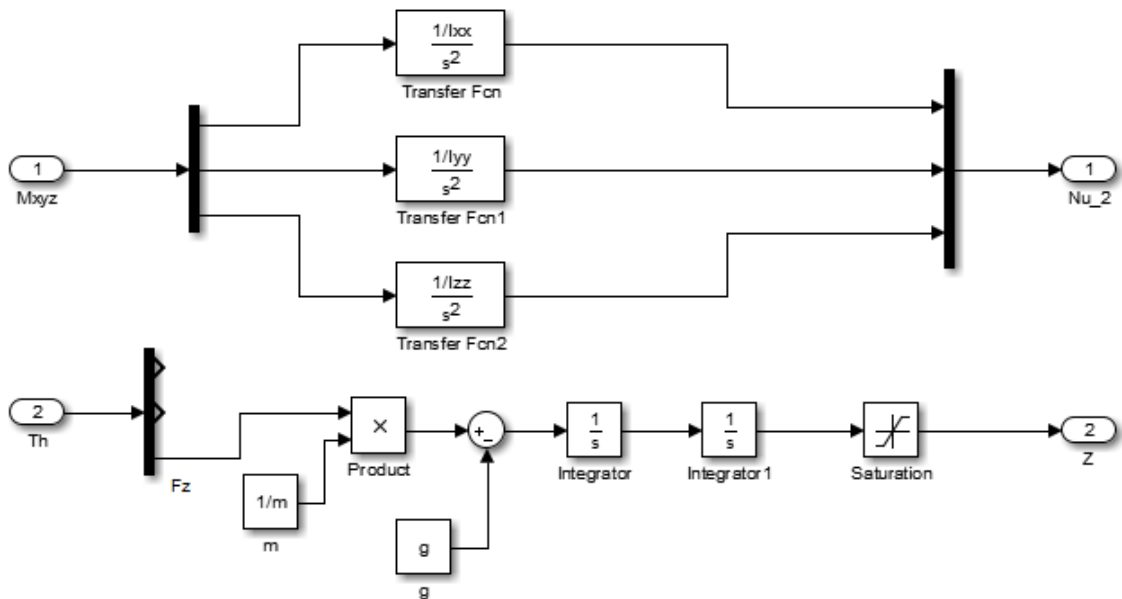 1/Ixx
s2
Transfer Fcn
1
Mxyz
1/Iyy
s2
Transfer Fcn1
1
Nu_2
1/Izz
s2
Transfer Fcn2
2
Th
Fz
1/m
m
×
Product
+
-
g
g
1
s
Integrator
1
s
Integrator1
Saturation
2
Z